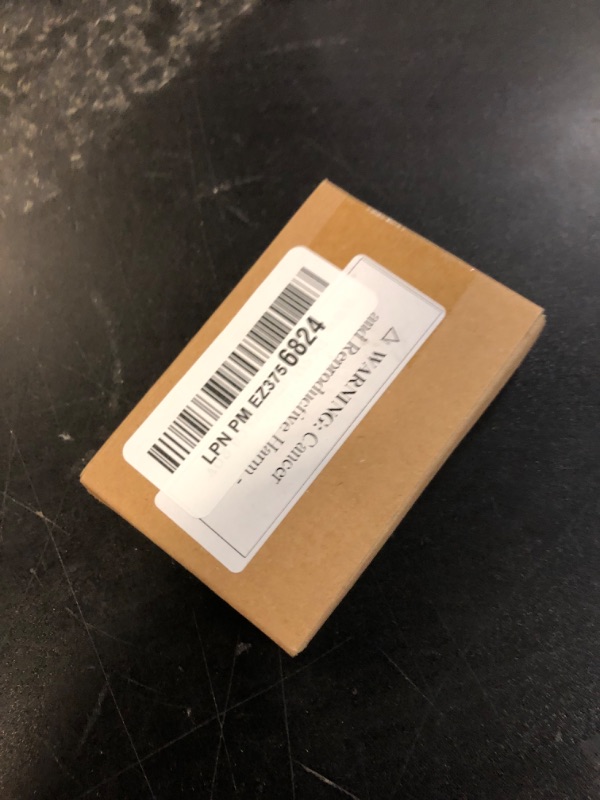 LPN PM EZ3756824
⚠ WARNING: Cancer
and Reproductive Harm -